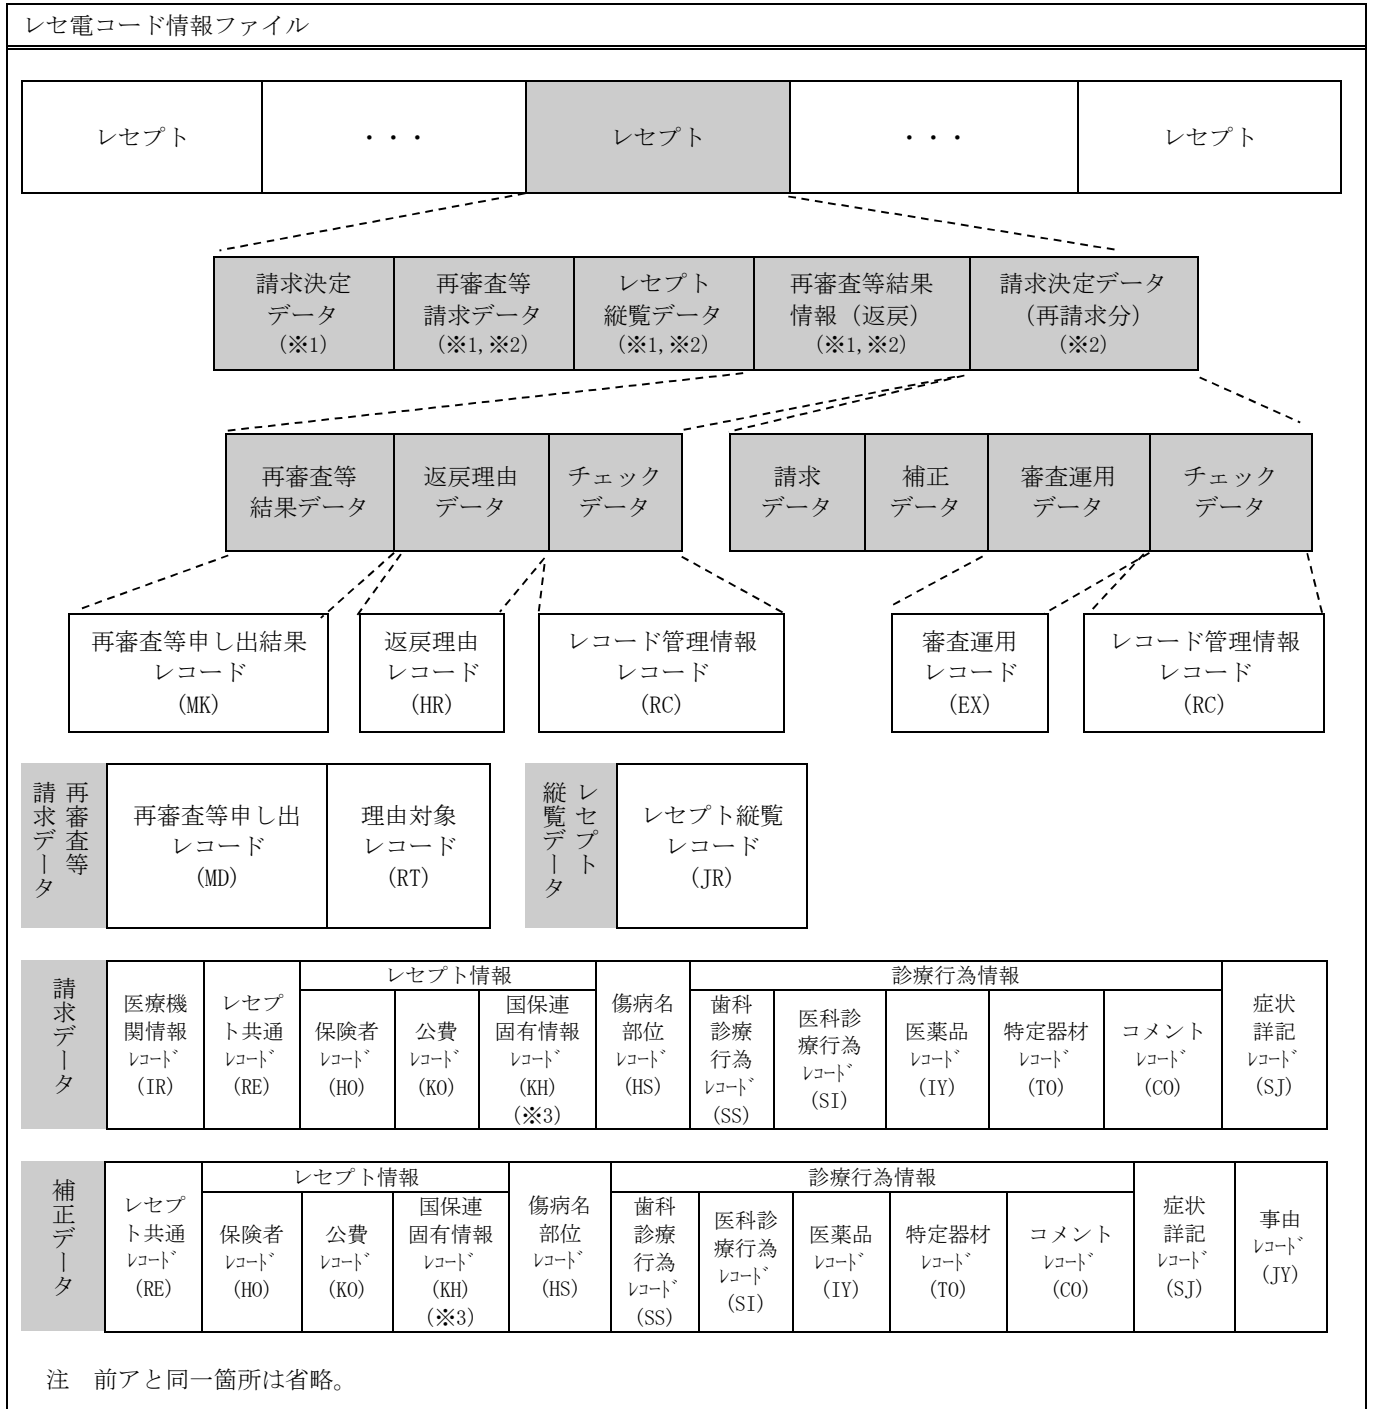 レセ電コード情報ファイル
レセプト
・・・
レセプト
・・・
レセプト
請求決定
データ
(※1)
再審査等
請求データ
(※1,※2)
レセプト
縦覧データ
(※1,※2)
再審査等結果
情報（返戻）
(※1,※2)
請求決定データ
(再請求分)
(※2)
再審査等
結果データ
返戻理由
データ
チェック
データ
請求
データ
補正
データ
審査運用
データ
チェック
データ
再審査等申し出結果
レコード
(MK)
返戻理由
レコード
(HR)
レコード管理情報
レコード
(RC)
審査運用
レコード
(EX)
レコード管理情報
レコード
(RC)
再審査等
請求データ
再審査等申し出
レコード
(MD)
理由対象
レコード
(RT)
レセプト
縦覧データ
レセプト縦覧
レコード
(JR)
請求データ
医療機
関情報
ﾚｺｰﾄﾞ
(IR)
レセプ
ト共通
ﾚｺｰﾄﾞ
(RE)
レセプト情報
保険者
ﾚｺｰﾄﾞ
(HO)
公費
ﾚｺｰﾄﾞ
(KO)
国保連
固有情報
ﾚｺｰﾄﾞ
(KH)
(※3)
傷病名
部位
ﾚｺｰﾄﾞ
(HS)
診療行為情報
歯科
診療
行為
ﾚｺｰﾄﾞ
(SS)
医科診
療行為
ﾚｺｰﾄﾞ
(SI)
医薬品
ﾚｺｰﾄﾞ
(IY)
特定器材
ﾚｺｰﾄﾞ
(TO)
コメント
ﾚｺｰﾄﾞ
(CO)
症状
詳記
ﾚｺｰﾄﾞ
(SJ)
補正データ
レセプ
ト共通
ﾚｺｰﾄﾞ
(RE)
レセプト情報
保険者
ﾚｺｰﾄﾞ
(HO)
公費
ﾚｺｰﾄﾞ
(KO)
国保連
固有情報
ﾚｺｰﾄﾞ
(KH)
(※3)
傷病名
部位
ﾚｺｰﾄﾞ
(HS)
診療行為情報
歯科
診療
行為
ﾚｺｰﾄﾞ
(SS)
医科診
療行為
ﾚｺｰﾄﾞ
(SI)
医薬品
ﾚｺｰﾄﾞ
(IY)
特定器材
ﾚｺｰﾄﾞ
(TO)
コメント
ﾚｺｰﾄﾞ
(CO)
症状
詳記
ﾚｺｰﾄﾞ
(SJ)
事由
ﾚｺｰﾄﾞ
(JY)
注　前アと同一箇所は省略。